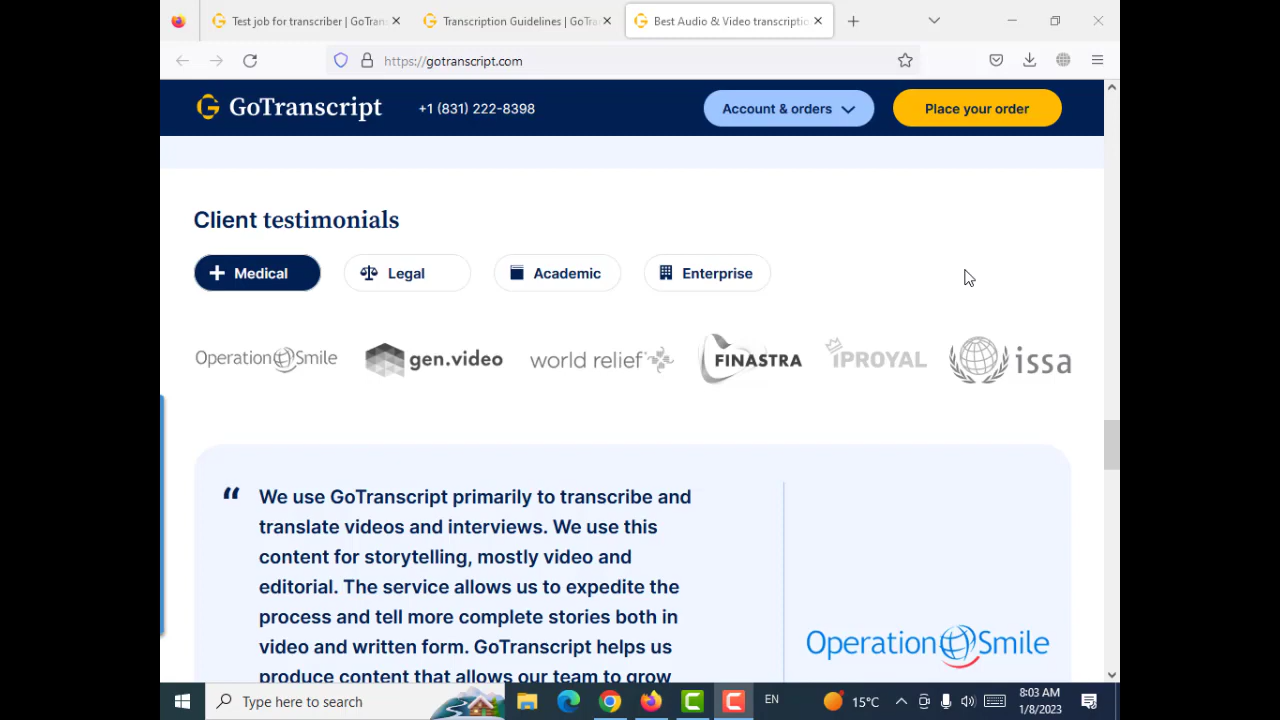 Test job for transcriber | GoTran
Transcription Guidelines | GoTra
Best Audio & Video transcriptio
https://gotranscript.com
GoTranscript
+1 (831) 222-8398
Account & orders
Place your order
Client testimonials
Medical
Legal
Academic
Enterprise
Operation Smile
gen.video
world relief
FINASTRA
IPROYAL
issa
“ We use GoTranscript primarily to transcribe and
translate videos and interviews. We use this
content for storytelling, mostly video and
editorial. The service allows us to expedite the
process and tell more complete stories both in
video and written form. GoTranscript helps us
produce content that allows our team to grow
Operation Smile
Type here to search
EN
15°C
8:03 AM
1/8/2023